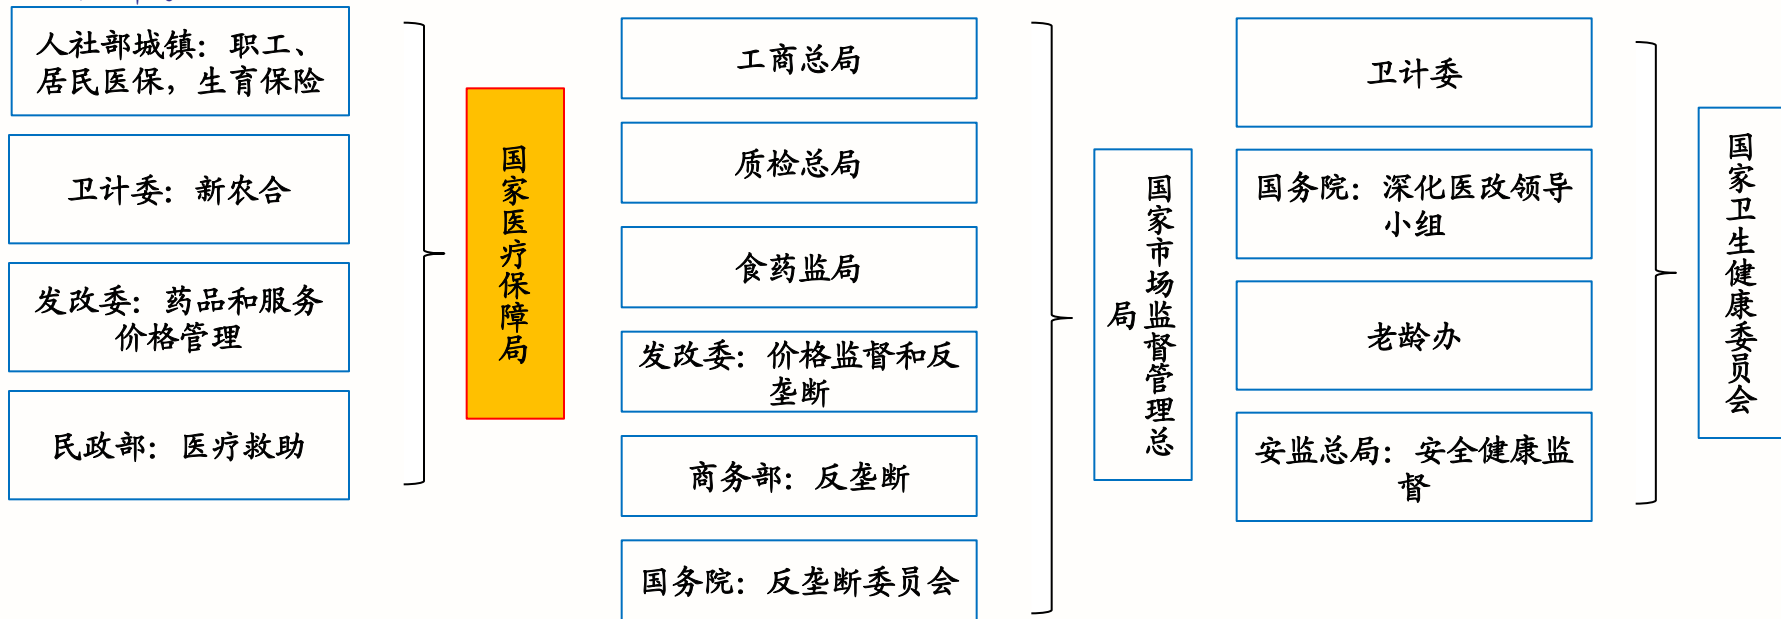 人社部城镇：职工、
居民医保，生育保险
卫计委：新农合
发改委：药品和服务
价格管理
民政部：医疗救助
国家医疗保障局
工商总局
质检总局
食药监局
发改委：价格监督和反
垄断
商务部：反垄断
国务院：反垄断委员会
国家市场监督管理总
局
卫计委
国务院：深化医改领导
小组
老龄办
安监总局：安全健康监
督
国家卫生健康委员会